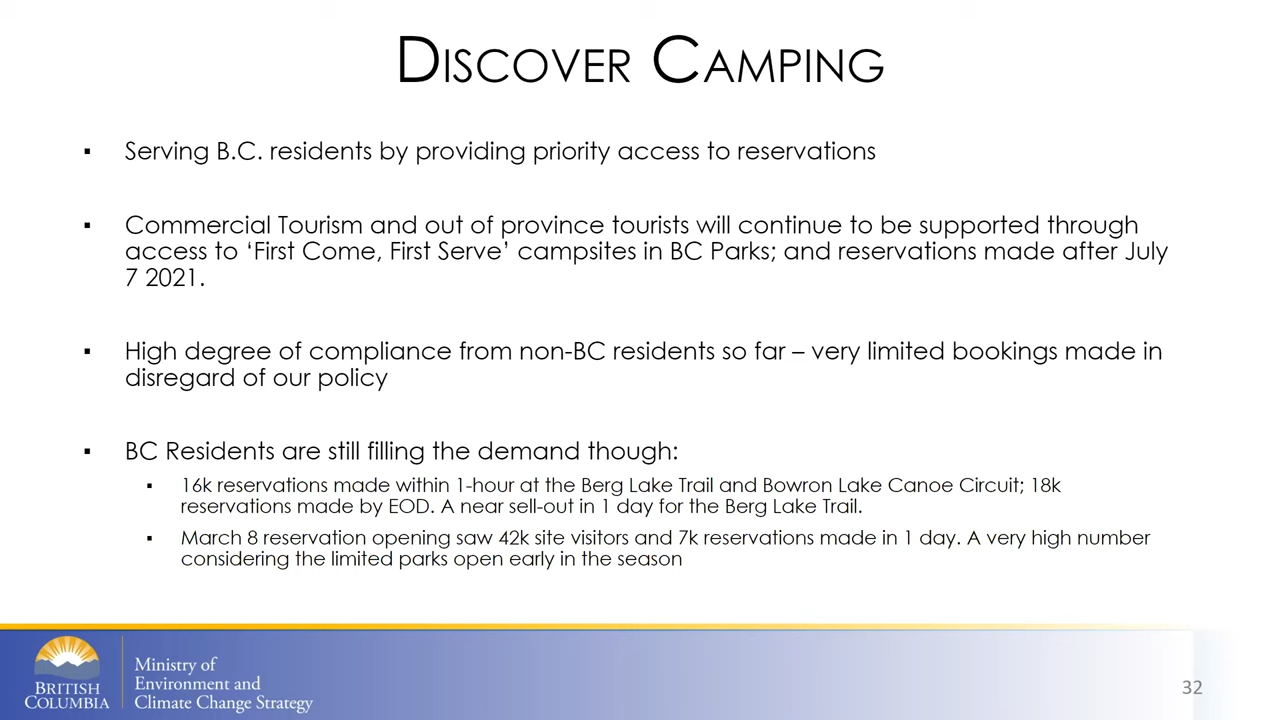 DISCOVER CAMPING
▪ Serving B.C. residents by providing priority access to reservations
▪ Commercial Tourism and out of province tourists will continue to be supported through
access to ‘First Come, First Serve’ campsites in BC Parks; and reservations made after July
7 2021.
▪ High degree of compliance from non-BC residents so far – very limited bookings made in
disregard of our policy
▪ BC Residents are still filling the demand though:
▪ 16k reservations made within 1-hour at the Berg Lake Trail and Bowron Lake Canoe Circuit; 18k
reservations made by EOD. A near sell-out in 1 day for the Berg Lake Trail.
▪ March 8 reservation opening saw 42k site visitors and 7k reservations made in 1 day. A very high number
considering the limited parks open early in the season
BRITISH
COLUMBIA
Ministry of
Environment and
Climate Change Strategy
32